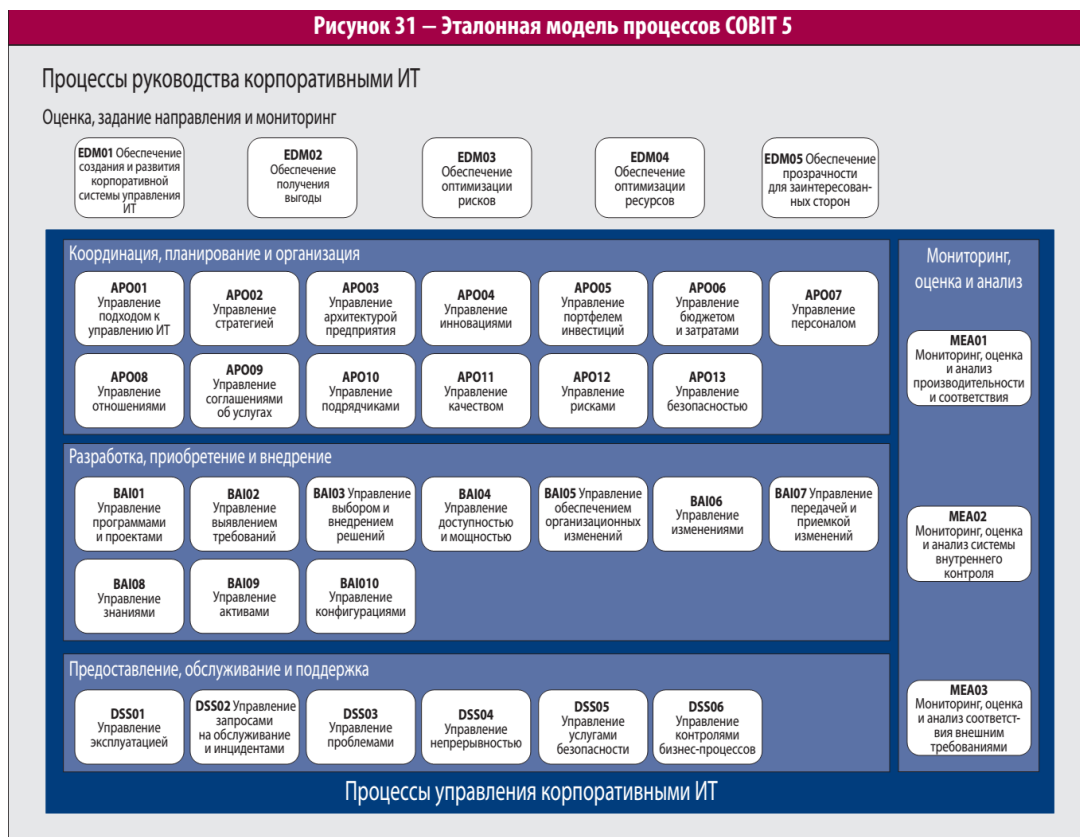 Рисунок 31 – Эталонная модель процессов COBIT 5
Процессы руководства корпоративными ИТ
Оценка, задание направления и мониторинг
EDM01 Обеспечение
создания и развития
корпоративной
системы управления
ИТ
EDM02
Обеспечение
получения
выгоды
EDM03
Обеспечение
оптимизации
рисков
EDM04
Обеспечение
оптимизации
ресурсов
EDM05 Обеспечение
прозрачности
для заинтересован-
ных сторон
Координация, планирование и организация
APO01
Управление
подходом к
управлению ИТ
APO02
Управление
стратегией
APO03
Управление
архитектурой
предприятия
APO04
Управление
инновациями
APO05
Управление
портфелем
инвестиций
APO06
Управление
бюджетом
и затратами
APO07
Управление
персоналом
APO08
Управление
отношениями
APO09
Управление
соглашениями
об услугах
APO10
Управление
подрядчиками
APO11
Управление
качеством
APO12
Управление
рисками
APO13
Управление
безопасностью
Разработка, приобретение и внедрение
BAI01
Управление
программами
и проектами
BAI02
Управление
выявлением
требований
BAI03 Управление
выбором и
внедрением
решений
BAI04
Управление
доступностью
и мощностью
BAI05 Управление
обеспечением
организационных
изменений
BAI06
Управление
изменениями
BAI07 Управление
передачей и
приемкой
изменений
BAI08
Управление
знаниями
BAI09
Управление
активами
BAI010
Управление
конфигурациями
Предоставление, обслуживание и поддержка
DSS01
Управление
эксплуатацией
DSS02 Управление
запросами
на обслуживание
и инцидентами
DSS03
Управление
проблемами
DSS04
Управление
непрерывностью
DSS05
Управление
услугами
безопасности
DSS06
Управление
контролями
бизнес-процессов
Мониторинг,
оценка и анализ
MEA01
Мониторинг, оценка
и анализ
производительности
и соответствия
MEA02
Мониторинг, оценка
и анализ системы
внутреннего
контроля
MEA03
Мониторинг, оценка
и анализ соответст-
вия внешним
требованиями
Процессы управления корпоративными ИТ